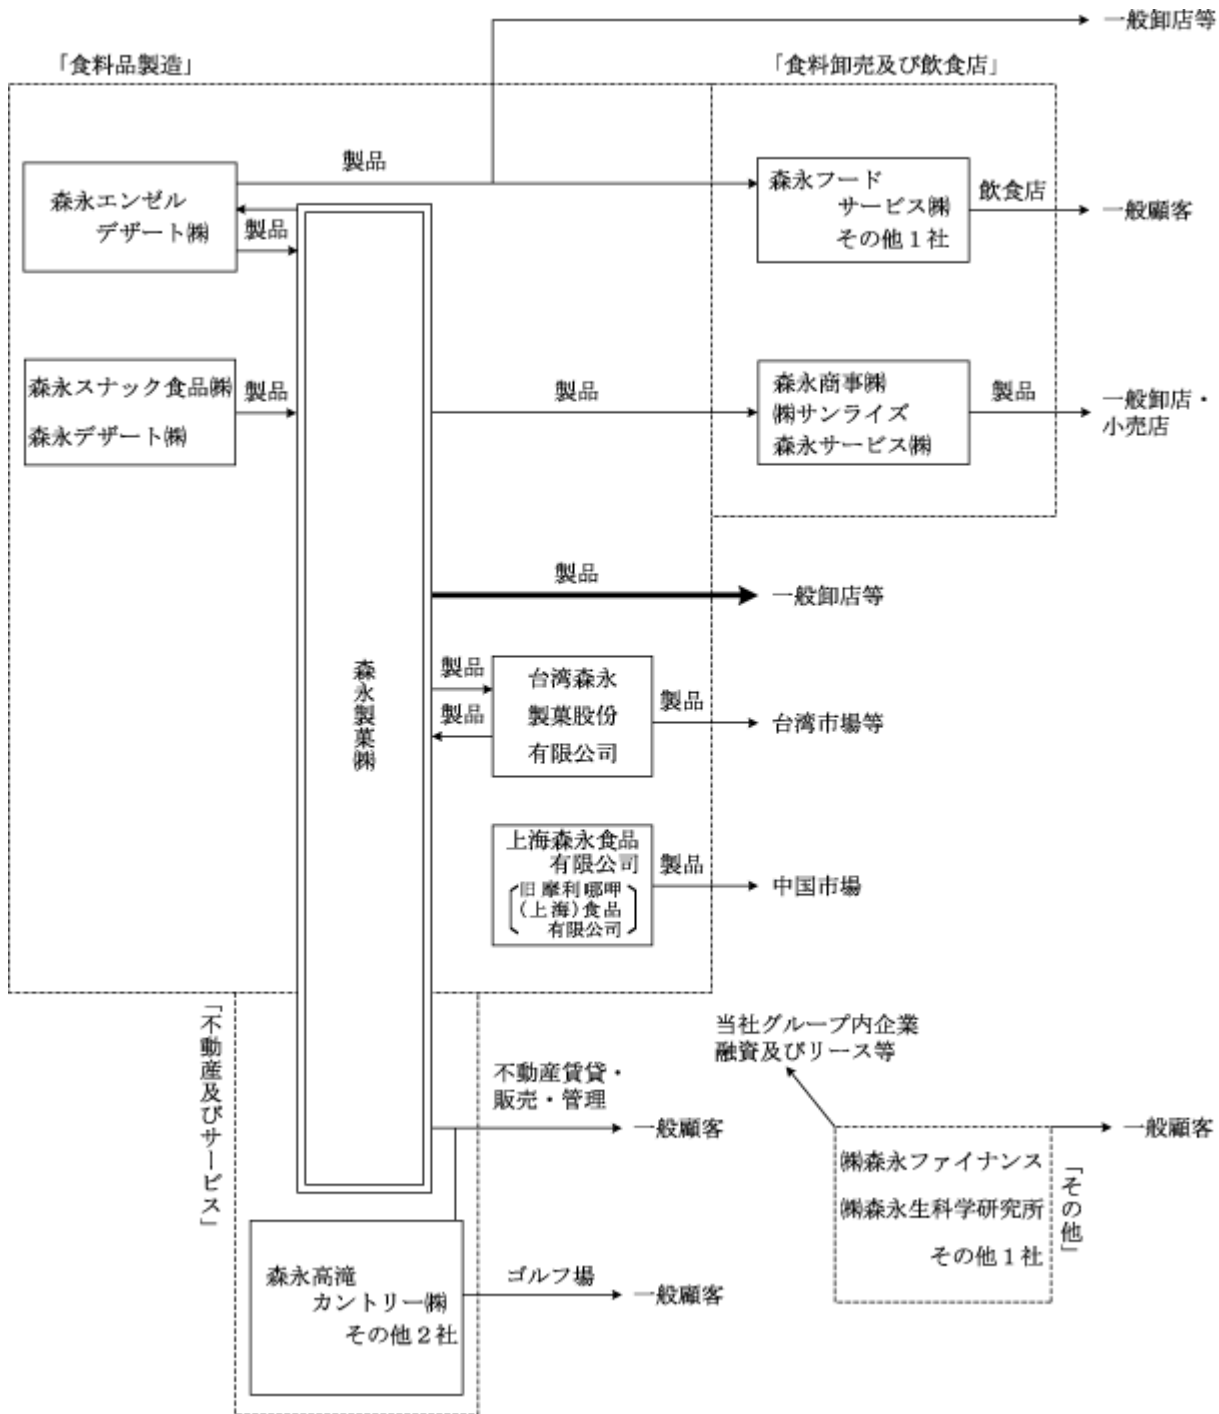 一般卸店等
「食料品製造」
「食料卸売及び飲食店」
製品
森永エンゼル
デザート㈱
製品
森永フード
サービス㈱
その他１社
飲食店
一般顧客
森永スナック食品㈱
森永デザート㈱
製品
製品
森永商事㈱
㈱サンライズ
森永サービス㈱
製品
一般卸店・
小売店
製品
一般卸店等
森永製菓㈱
製品
製品
台湾森永
製菓股份
有限公司
製品
台湾市場等
上海森永食品
有限公司
旧摩利哪呷
(上海)食品
有限公司
製品
中国市場
「不動産及びサービス」
不動産賃貸・
販売・管理
一般顧客
当社グループ内企業
融資及びリース等
㈱森永ファイナンス
㈱森永生科学研究所
その他１社
「その他」
一般顧客
森永高滝
カントリー㈱
その他２社
ゴルフ場
一般顧客